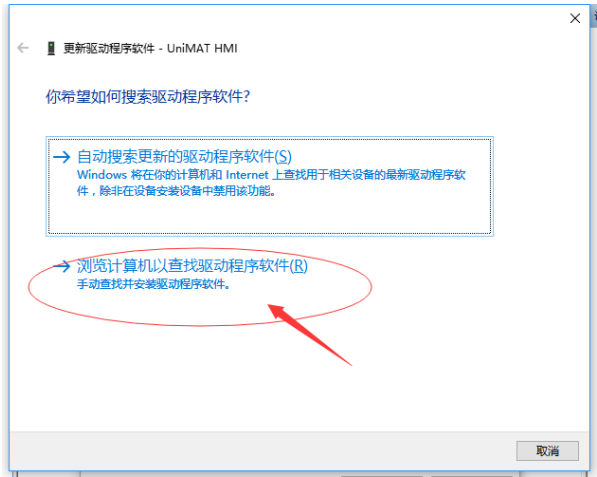 更新驱动程序软件 - UniMAT HMI
你希望如何搜索驱动程序软件?
自动搜索更新的驱动程序软件(S)
Windows 将在你的计算机和 Internet 上查找用于相关设备的最新驱动程序软
件，除非在设备安装设置中禁用该功能。
浏览计算机以查找驱动程序软件(R)
手动查找并安装驱动程序软件。
取消